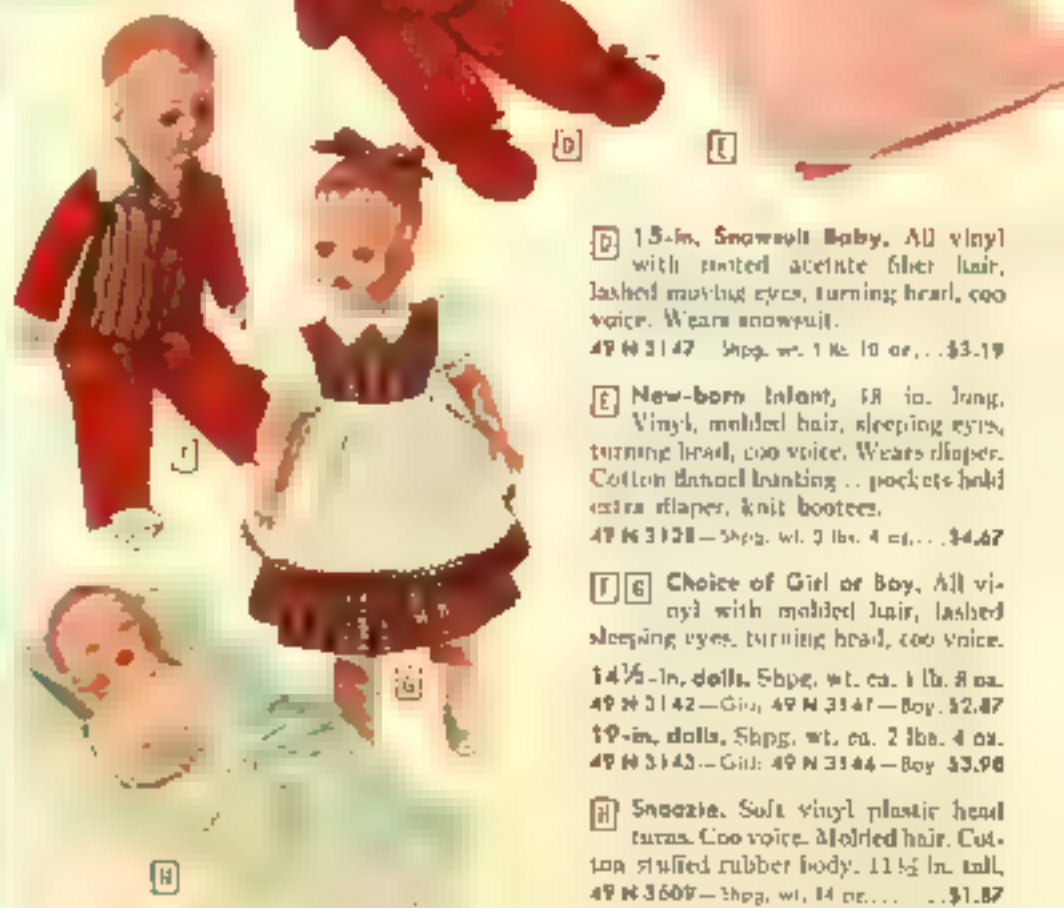 D E
D 15-in. Snowsuit Baby. All vinyl
with rooted acetate fiber hair,
lashed moving eyes, turning head, coo
voice. Wears snowsuit.
49 N 3147 Shpg. wt. 1 lb. 10 oz... $3.19
E New-born Infant, 18 in. long.
Vinyl, molded hair, sleeping eyes,
turning head, coo voice. Wears diaper.
Cotton flannel bunting .. pockets hold
extra diaper, knit bootees.
49 N 3128—Shpg. wt. 2 lbs. 4 oz... $4.67
F G Choice of Girl or Boy. All vi-
nyl with molded hair, lashed
sleeping eyes, turning head, coo voice.
14½-in. dolls. Shpg. wt. ea. 1 lb. 8 oz.
49 N 3142—Girl; 49 N 3141—Boy. $2.87
19-in. dolls. Shpg. wt. ea. 2 lbs. 4 oz.
49 N 3143—Girl; 49 N 3144—Boy $3.98
H Snoozie. Soft vinyl plastic head
turns. Coo voice. Molded hair. Cot-
ton stuffed rubber body. 11½ in. tall.
49 N 3609—Shpg. wt. 14 oz.... ..$1.87
F
G
H